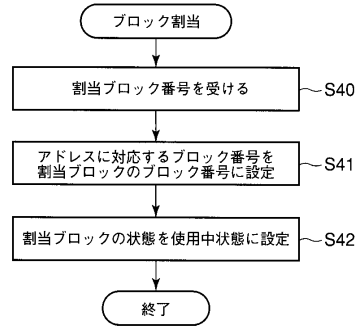 ブロック割当
割当ブロック番号を受ける
S40
アドレスに対応するブロック番号を
割当ブロックのブロック番号に設定
S41
割当ブロックの状態を使用中状態に設定
S42
終了